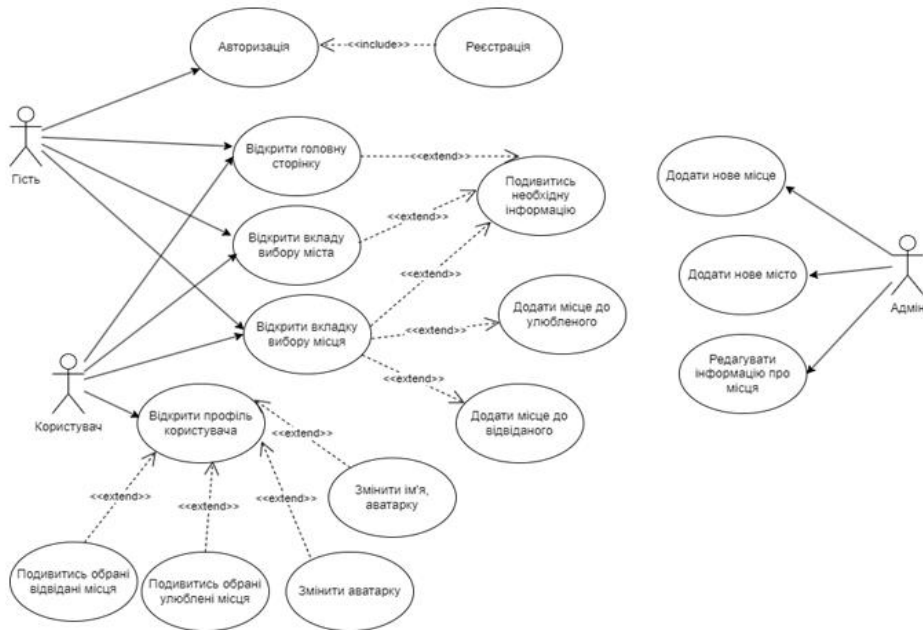 Авторизація
<<include>>
Реєстрація
Гість
Відкрити головну
сторінку
<<extend>>
Подивитись
необхідну
інформацію
<<extend>>
Відкрити вкладу
вибору міста
<<extend>>
Відкрити вкладку
вибору місця
<<extend>>
Додати місце до
улюбленого
<<extend>>
Додати місце до
відвіданого
Користувач
Відкрити профіль
користувача
<<extend>>
Змінити ім'я,
аватарку
<<extend>>
<<extend>>
<<extend>>
Подивитись обрані
відвідані місця
Подивитись обрані
улюблені місця
Змінити аватарку
Додати нове місце
Додати нове місто
Адмін
Редагувати
інформацію про
місця